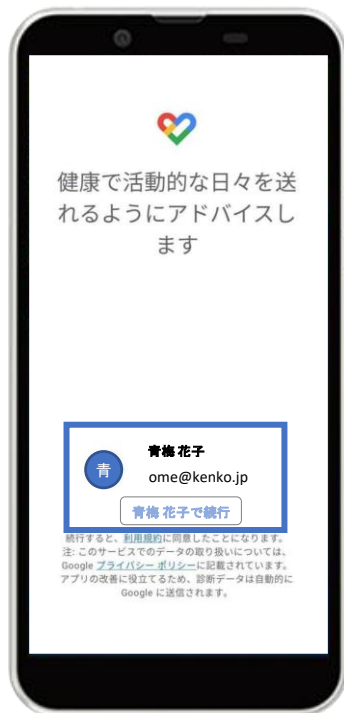 健康で活動的な日々を送
れるようにアドバイスし
ます
青梅 花子
青
ome@kenko.jp
青梅 花子で続行
続行すると、利用規約に同意したことになります。
注: このサービスでのデータの取り扱いについては、
Google プライバシー ポリシーに記載されています。
アプリの改善に役立てるため、診断データは自動的に
Google に送信されます。